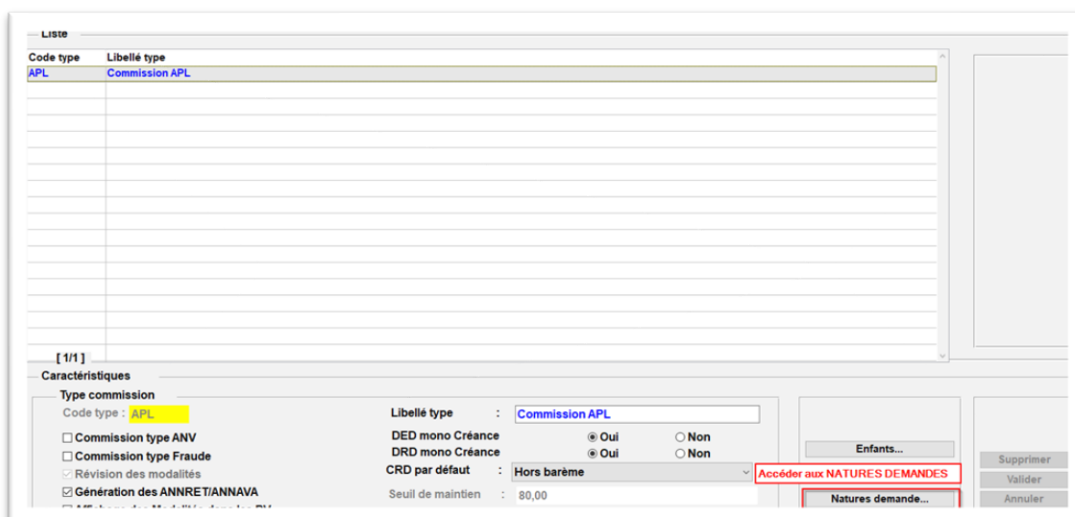 Liste
Code type Libellé type
APL Commission APL
[ 1/1 ]
Caractéristiques
Type commission
Code type : APL Libellé type : Commission APL
Commission type ANV DED mono Créance Oui Non
Commission type Fraude DRD mono Créance Oui Non Enfants...
Révision des modalités CRD par défaut : Hors barème Accéder aux NATURES DEMANDES Supprimer
Valider
Génération des ANNRET/ANNAVA Seuil de maintien : 80,00 Natures demande... Annuler